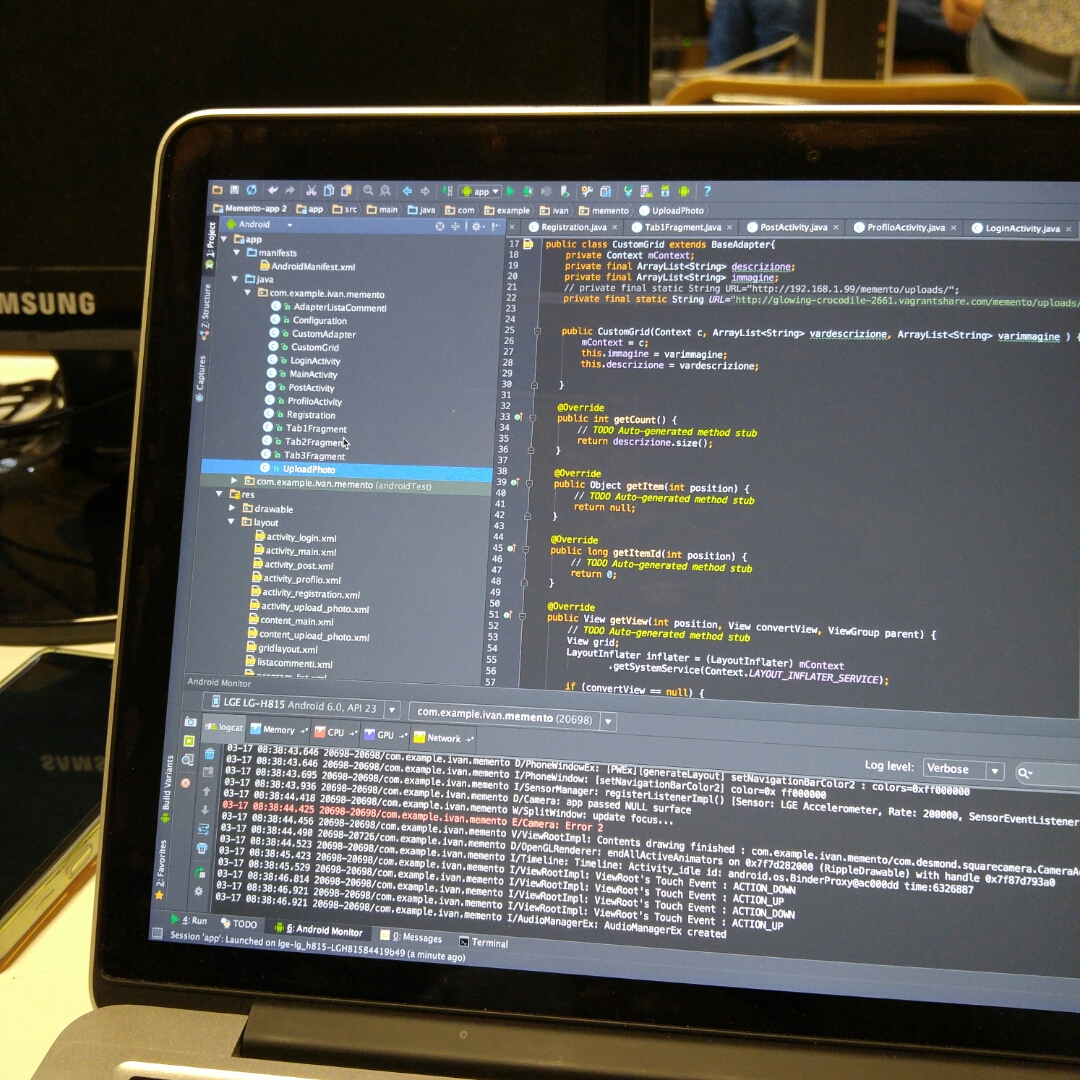 SAMSUNG
app
Memento-app 2 app src main java com example ivan memento UploadPhoto
Android
Registration.java Tab1Fragment.java PostActivity.java ProfiloActivity.java LoginActivity.java
1: Project
Z: Structure
Captures
Build Variants
2: Favorites
app
manifests
AndroidManifest.xml
java
com.example.ivan.memento
AdapterListaCommenti
Configuration
CustomAdapter
CustomGrid
LoginActivity
MainActivity
PostActivity
ProfiloActivity
Registration
Tab1Fragment
Tab2Fragment
Tab3Fragment
UploadPhoto
com.example.ivan.memento (androidTest)
res
drawable
layout
activity_login.xml
activity_main.xml
activity_post.xml
activity_profilo.xml
activity_registration.xml
activity_upload_photo.xml
content_main.xml
content_upload_photo.xml
gridlayout.xml
listacommenti.xml
17 public class CustomGrid extends BaseAdapter{
18 private Context mContext;
19 private final ArrayList<String> descrizione;
20 private final ArrayList<String> immagine;
21 // private final static String URL="http://192.168.1.99/memento/uploads/";
22 private final static String URL="http://glowing-crocodile-2661.vagrantshare.com/memento/uploads/
23
24
25 public CustomGrid(Context c, ArrayList<String> vardescrizione, ArrayList<String> varimmagine ) {
26 mContext = c;
27 this.immagine = varimmagine;
28 this.descrizione = vardescrizione;
29
30 }
31
32 @Override
33 public int getCount() {
34 // TODO Auto-generated method stub
35 return descrizione.size();
36 }
37
38 @Override
39 public Object getItem(int position) {
40 // TODO Auto-generated method stub
41 return null;
42 }
43
44 @Override
45 public long getItemId(int position) {
46 // TODO Auto-generated method stub
47 return 0;
48 }
49
50 @Override
51 public View getView(int position, View convertView, ViewGroup parent) {
52 // TODO Auto-generated method stub
53 View grid;
54 LayoutInflater inflater = (LayoutInflater) mContext
55 .getSystemService(Context.LAYOUT_INFLATER_SERVICE);
56
57 if (convertView == null) {
Android Monitor
LGE LG-H815 Android 6.0, API 23 com.example.ivan.memento (20698)
logcat Memory CPU GPU Network Log level: Verbose
03-17 08:38:43.646 20698-20698/com.example.ivan.memento D/PhoneWindowEx: [PWEx][generateLayout] setNavigationBarColor2 : colors=0xff000000
03-17 08:38:43.646 20698-20698/com.example.ivan.memento I/PhoneWindow: [setNavigationBarColor2] color=0x ff000000
03-17 08:38:43.695 20698-20698/com.example.ivan.memento I/SensorManager: registerListenerImpl() [Sensor: LGE Accelerometer, Rate: 200000, SensorEventListener
03-17 08:38:43.936 20698-20698/com.example.ivan.memento D/Camera: app passed NULL surface
03-17 08:38:44.418 20698-20698/com.example.ivan.memento W/SplitWindow: update focus...
03-17 08:38:44.425 20698-20698/com.example.ivan.memento E/Camera: Error 2
03-17 08:38:44.456 20698-20698/com.example.ivan.memento V/ViewRootImpl: Contents drawing finished : com.example.ivan.memento/com.desmond.squarecamera.CameraAc
03-17 08:38:44.490 20698-20726/com.example.ivan.memento D/OpenGLRenderer: endAllActiveAnimators on 0x7f7d282000 (RippleDrawable) with handle 0x7f87d793a0
03-17 08:38:44.523 20698-20698/com.example.ivan.memento I/Timeline: Timeline: Activity_idle id: android.os.BinderProxy@ac000dd time:6326887
03-17 08:38:45.423 20698-20698/com.example.ivan.memento I/ViewRootImpl: ViewRoot's Touch Event : ACTION_DOWN
03-17 08:38:45.529 20698-20698/com.example.ivan.memento I/ViewRootImpl: ViewRoot's Touch Event : ACTION_UP
03-17 08:38:46.814 20698-20698/com.example.ivan.memento I/ViewRootImpl: ViewRoot's Touch Event : ACTION_DOWN
03-17 08:38:46.921 20698-20698/com.example.ivan.memento I/ViewRootImpl: ViewRoot's Touch Event : ACTION_UP
03-17 08:38:46.921 20698-20698/com.example.ivan.memento I/AudioManagerEx: AudioManagerEx created
4: Run TODO 6: Android Monitor 0: Messages Terminal
Session 'app': Launched on lge-lg_h815-LGH81584419b49 (a minute ago)